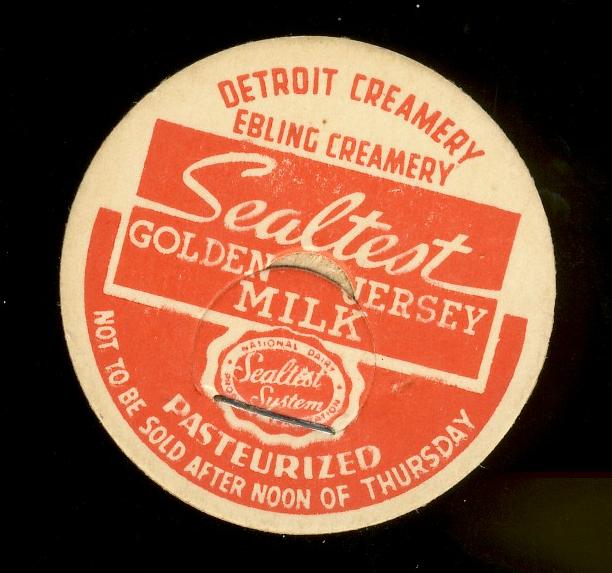 DETROIT CREAMERY
EBLING CREAMERY
Sealtest
GOLDEN JERSEY
MILK
NATIONAL DAIRY
Sealtest
System
PASTEURIZED
NOT TO BE SOLD AFTER NOON OF THURSDAY